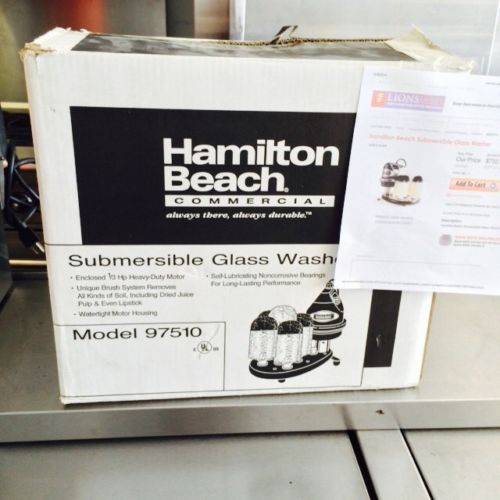 Hamilton
Beach®
COMMERCIAL
always there, always durable.™
Submersible Glass Washe
• Enclosed 1/3 Hp Heavy-Duty Motor
• Unique Brush System Removes
All Kinds of Soil, Including Dried Juice
Pulp & Even Lipstick
• Watertight Motor Housing
• Self-Lubricating Noncorrosive Bearings
For Long-Lasting Performance
Model 97510
UL
LIONS
Hamilton Beach Submersible Glass Washer
Our Price
Add To Cart